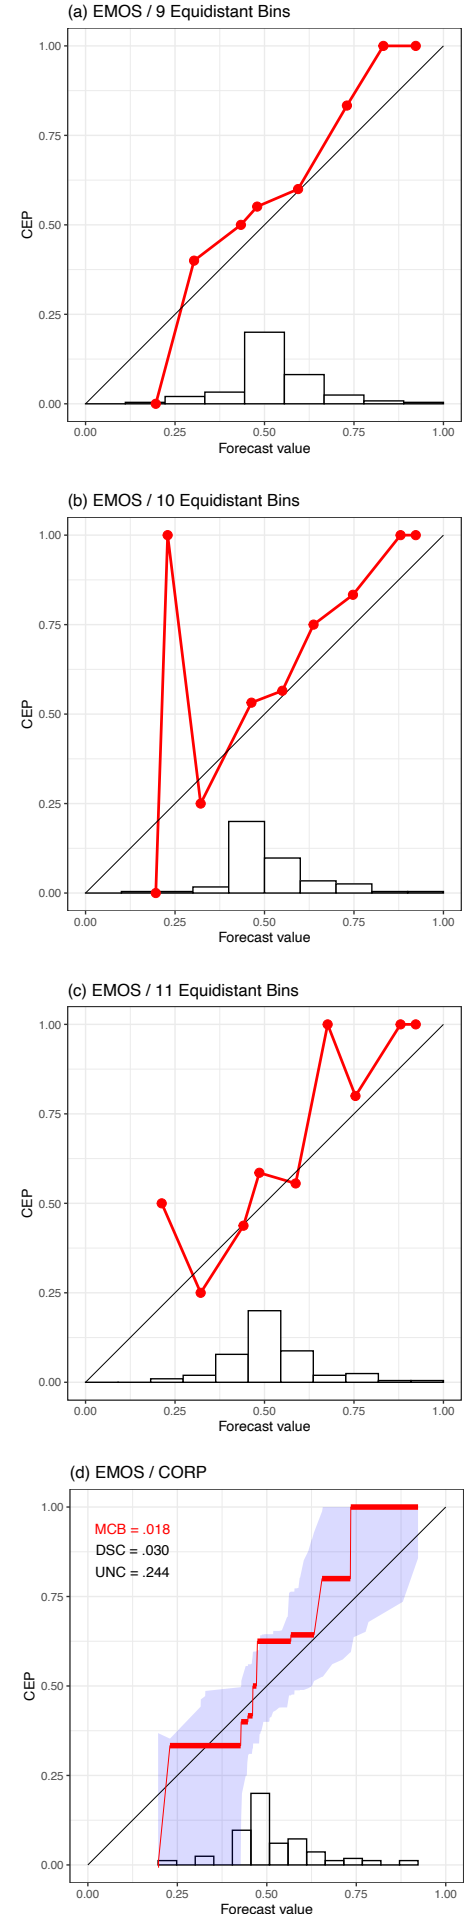 (a) EMOS / 9 Equidistant Bins
1.00
0.75
0.50
0.25
0.00
CEP
0.00 0.25 0.50 0.75 1.00
Forecast value
(b) EMOS / 10 Equidistant Bins
1.00
0.75
0.50
0.25
0.00
CEP
0.00 0.25 0.50 0.75 1.00
Forecast value
(c) EMOS / 11 Equidistant Bins
1.00
0.75
0.50
0.25
0.00
CEP
0.00 0.25 0.50 0.75 1.00
Forecast value
(d) EMOS / CORP
MCB = .018
DSC = .030
UNC = .244
1.00
0.75
0.50
0.25
0.00
CEP
0.00 0.25 0.50 0.75 1.00
Forecast value